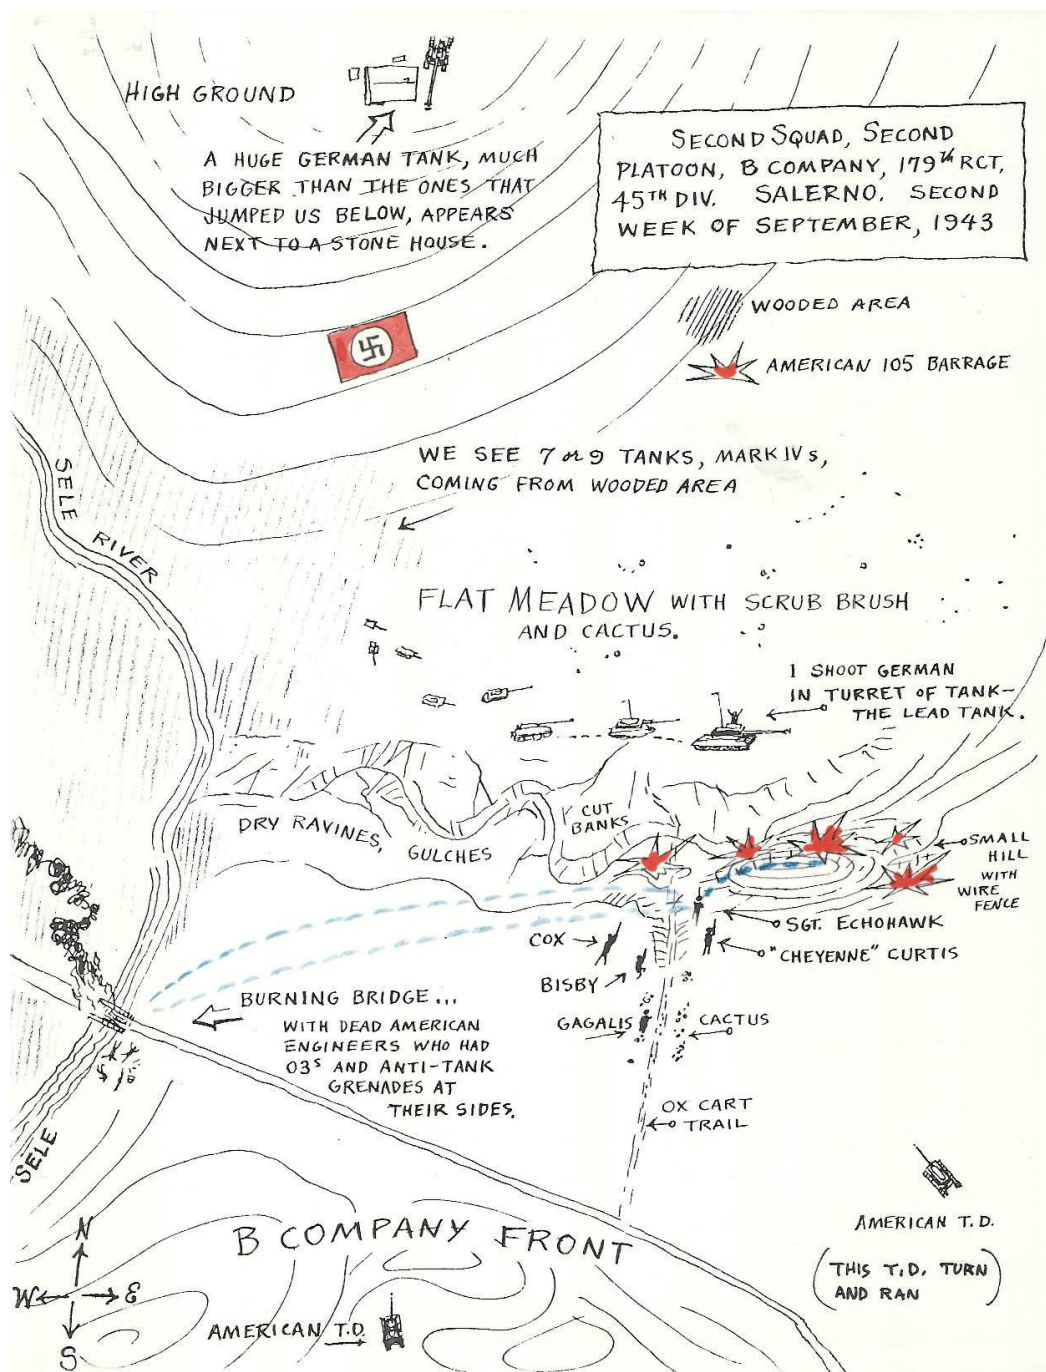 HIGH GROUND
A HUGE GERMAN TANK, MUCH
BIGGER THAN THE ONES THAT
JUMPED US BELOW, APPEARS
NEXT TO A STONE HOUSE.
SECOND SQUAD, SECOND
PLATOON, B COMPANY, 179th RCT,
45TH DIV. SALERNO. SECOND
WEEK OF SEPTEMBER, 1943
WOODED AREA
AMERICAN 105 BARRAGE
WE SEE 7 or 9 TANKS, MARK IVs,
COMING FROM WOODED AREA
SELE RIVER
FLAT MEADOW WITH SCRUB BRUSH
AND CACTUS.
I SHOOT GERMAN
IN TURRET OF TANK-
THE LEAD TANK.
CUT
BANKS
DRY RAVINES,
GULCHES
SMALL
HILL
WITH
WIRE
FENCE
SGT. ECHOHAWK
COX
"CHEYENNE" CURTIS
BISBY
BURNING BRIDGE...
WITH DEAD AMERICAN
ENGINEERS WHO HAD
03s AND ANTI-TANK
GRENADES AT
THEIR SIDES.
GAGALIS
CACTUS
OX CART
TRAIL
SELE
B COMPANY FRONT
AMERICAN T.D.
(THIS T.D. TURN
AND RAN)
N
W E
S
AMERICAN T.D.